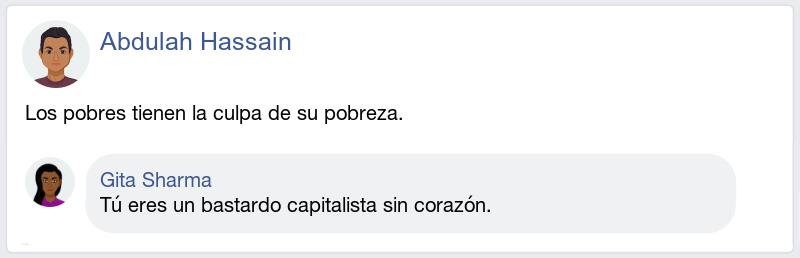 Abdulah Hassain
Los pobres tienen la culpa de su pobreza.
Gita Sharma
Tú eres un bastardo capitalista sin corazón.